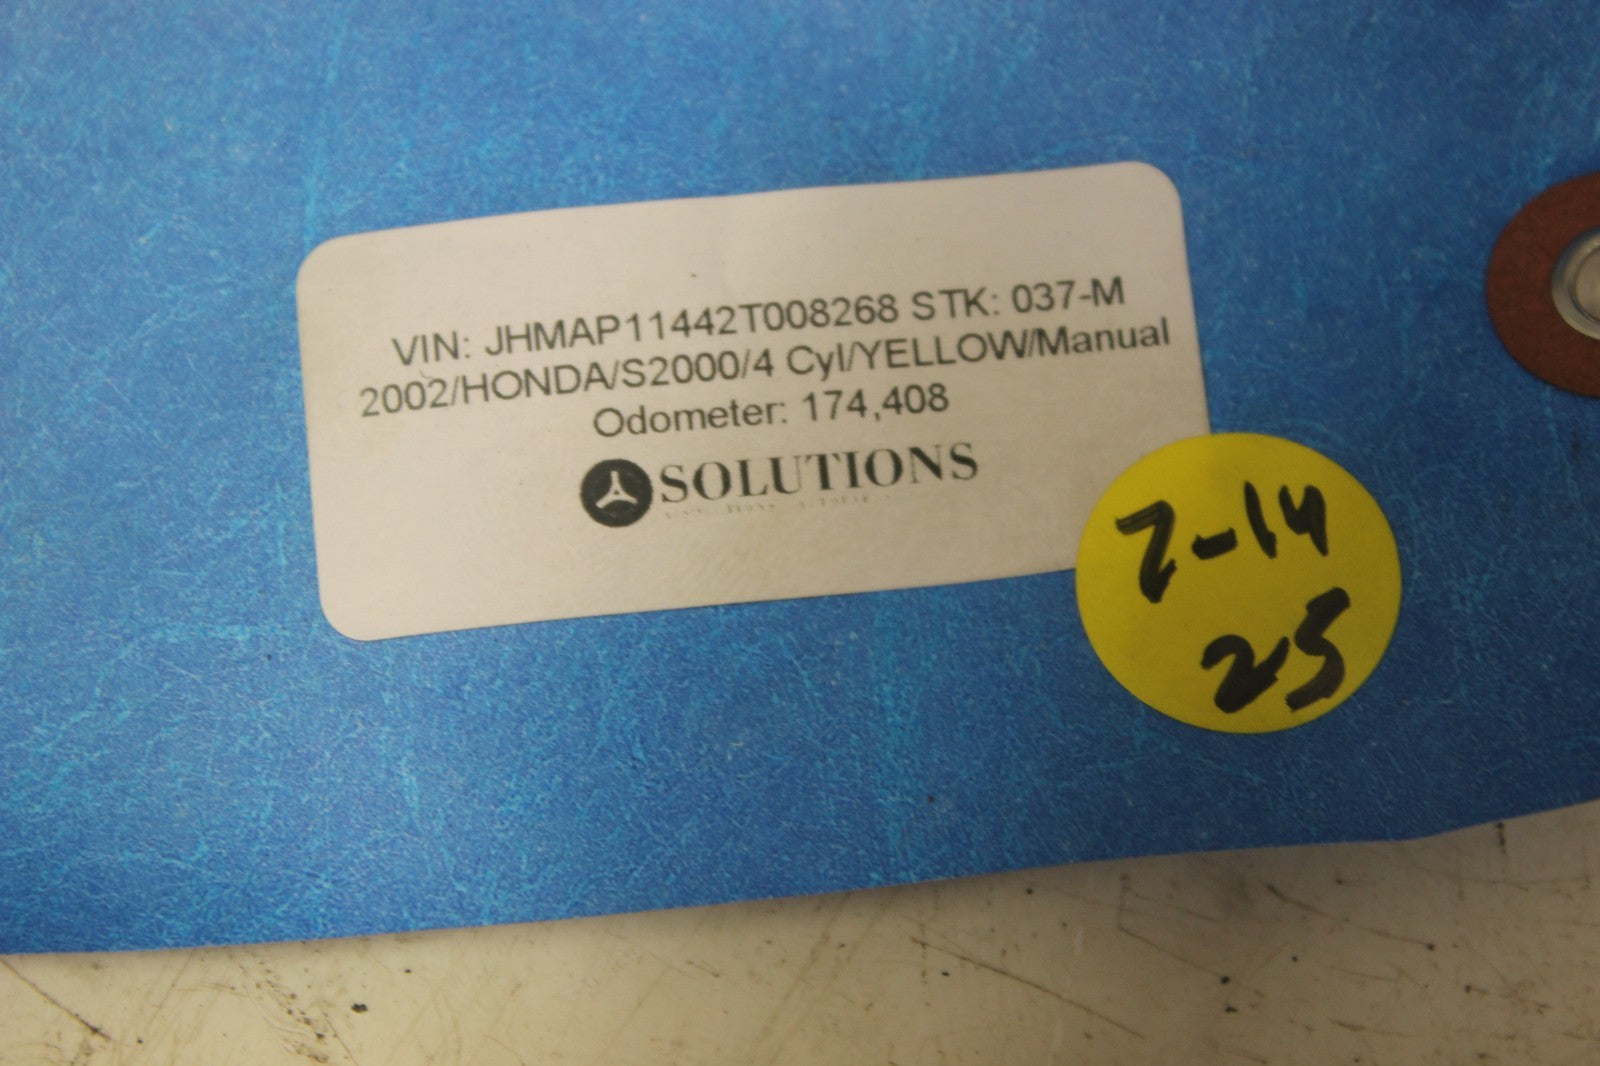 VIN: JHMAP11442T008268 STK: 037-M
2002/HONDA/S2000/4 Cyl/YELLOW/Manual
Odometer: 174,408
SOLUTIONS
7-14
25